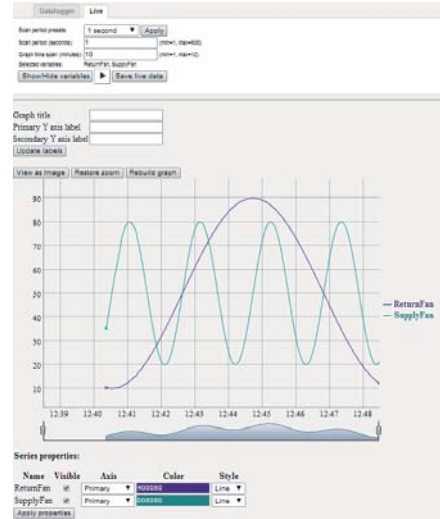 Datalogger Live
Scan period presets: 1 second Apply
Scan period (seconds): 1 (min=1, max=600)
Graph time span (minutes): 10 (min=1, max=12)
Selected variables: ReturnFan, SupplyFan
Show/Hide variables Save live data
Graph title
Primary Y axis label
Secondary Y axis label
Update labels
View as Image Restore zoom Rebuild graph
90
80
70
60
50
40
30
20
10
ReturnFan
SupplyFan
12:39 12:40 12:41 12:42 12:43 12:44 12:45 12:46 12:47 12:48
Series properties:
Name Visible Axis Color Style
ReturnFan Primary 400080 Line
SupplyFan Primary 008080 Line
Apply properties